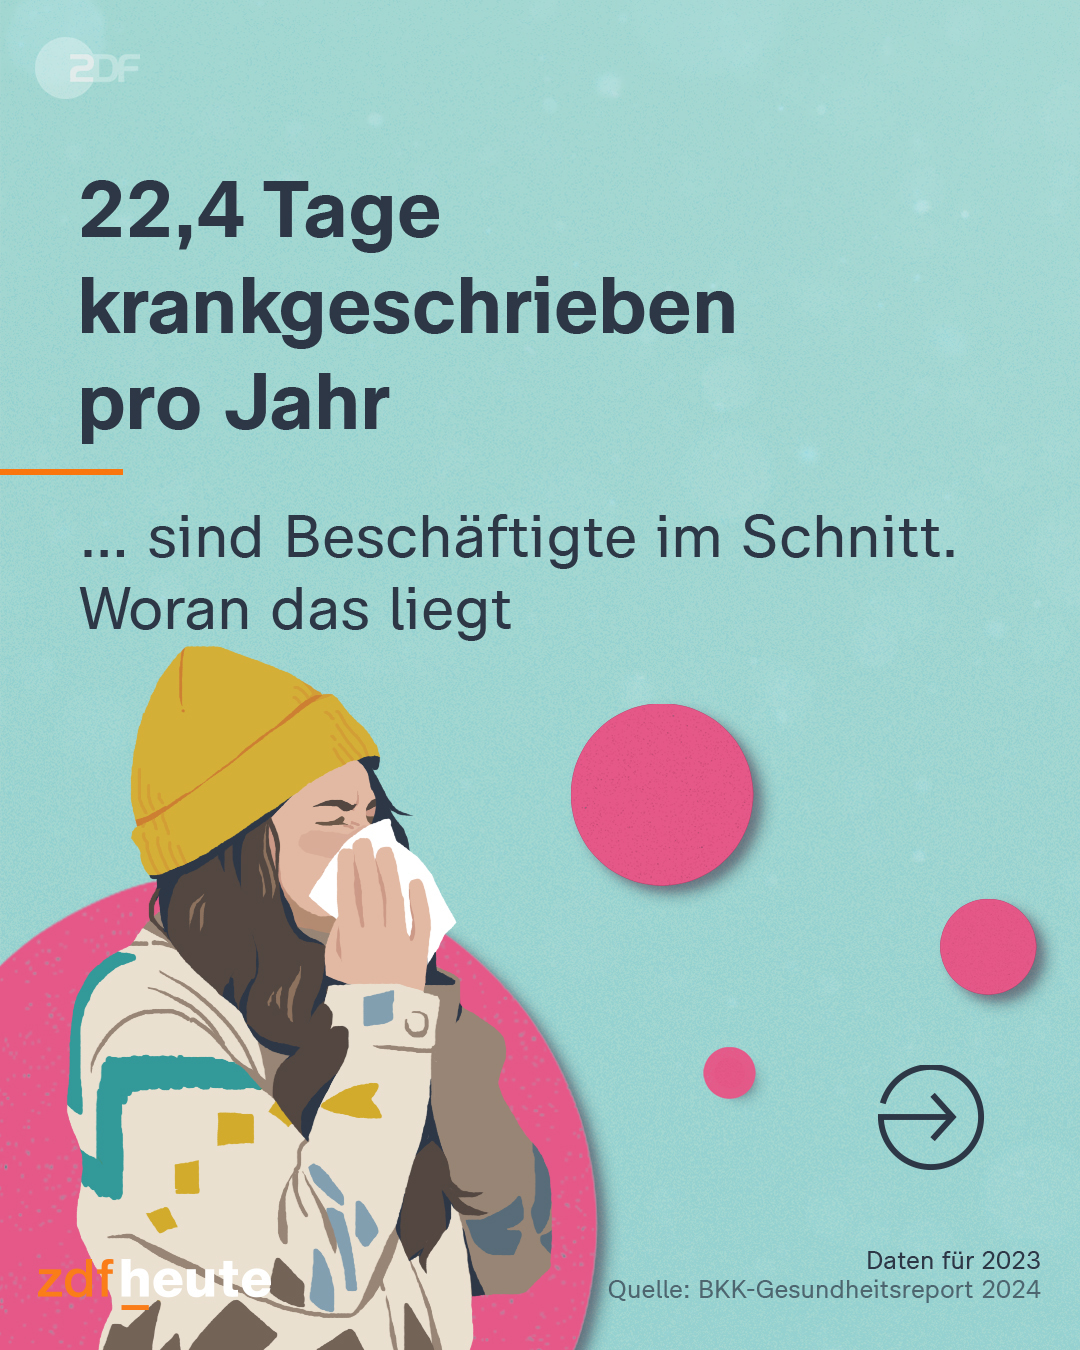 ZDF
22,4 Tage
krankgeschrieben
pro Jahr
... sind Beschäftigte im Schnitt.
Woran das liegt
zdfheute
Daten für 2023
Quelle: BKK-Gesundheitsreport 2024